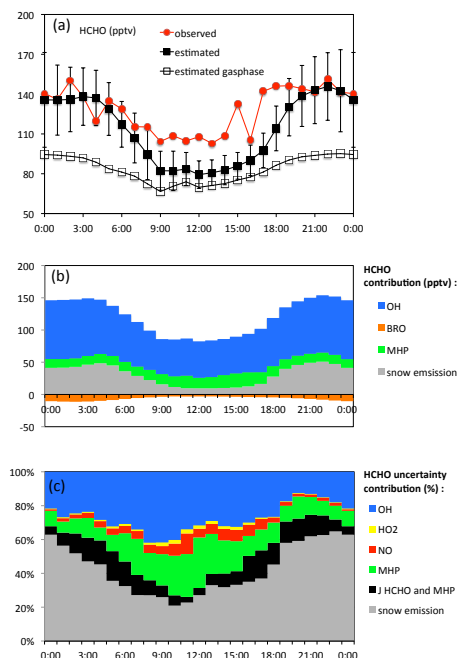 200
170
140
110
80
50
(a)
HCHO (pptv)
observed
estimated
estimated gasphase
0:00 3:00 6:00 9:00 12:00 15:00 18:00 21:00 0:00
200
150
100
50
0
-50
(b)
HCHO
contribution (pptv) :
OH
BRO
MHP
snow emission
0:00 3:00 6:00 9:00 12:00 15:00 18:00 21:00 0:00
100%
80%
60%
40%
20%
0%
(c)
HCHO uncertainty
contribution (%) :
OH
HO2
NO
MHP
J HCHO and MHP
snow emission
0:00 3:00 6:00 9:00 12:00 15:00 18:00 21:00 0:00